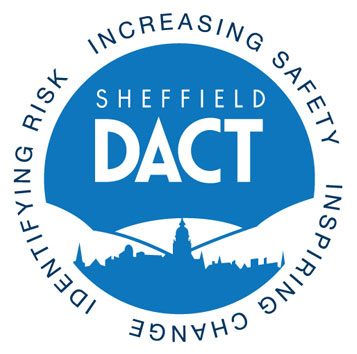 IDENTIFYING RISK INCREASING SAFETY INSPIRING CHANGE
SHEFFIELD
DACT